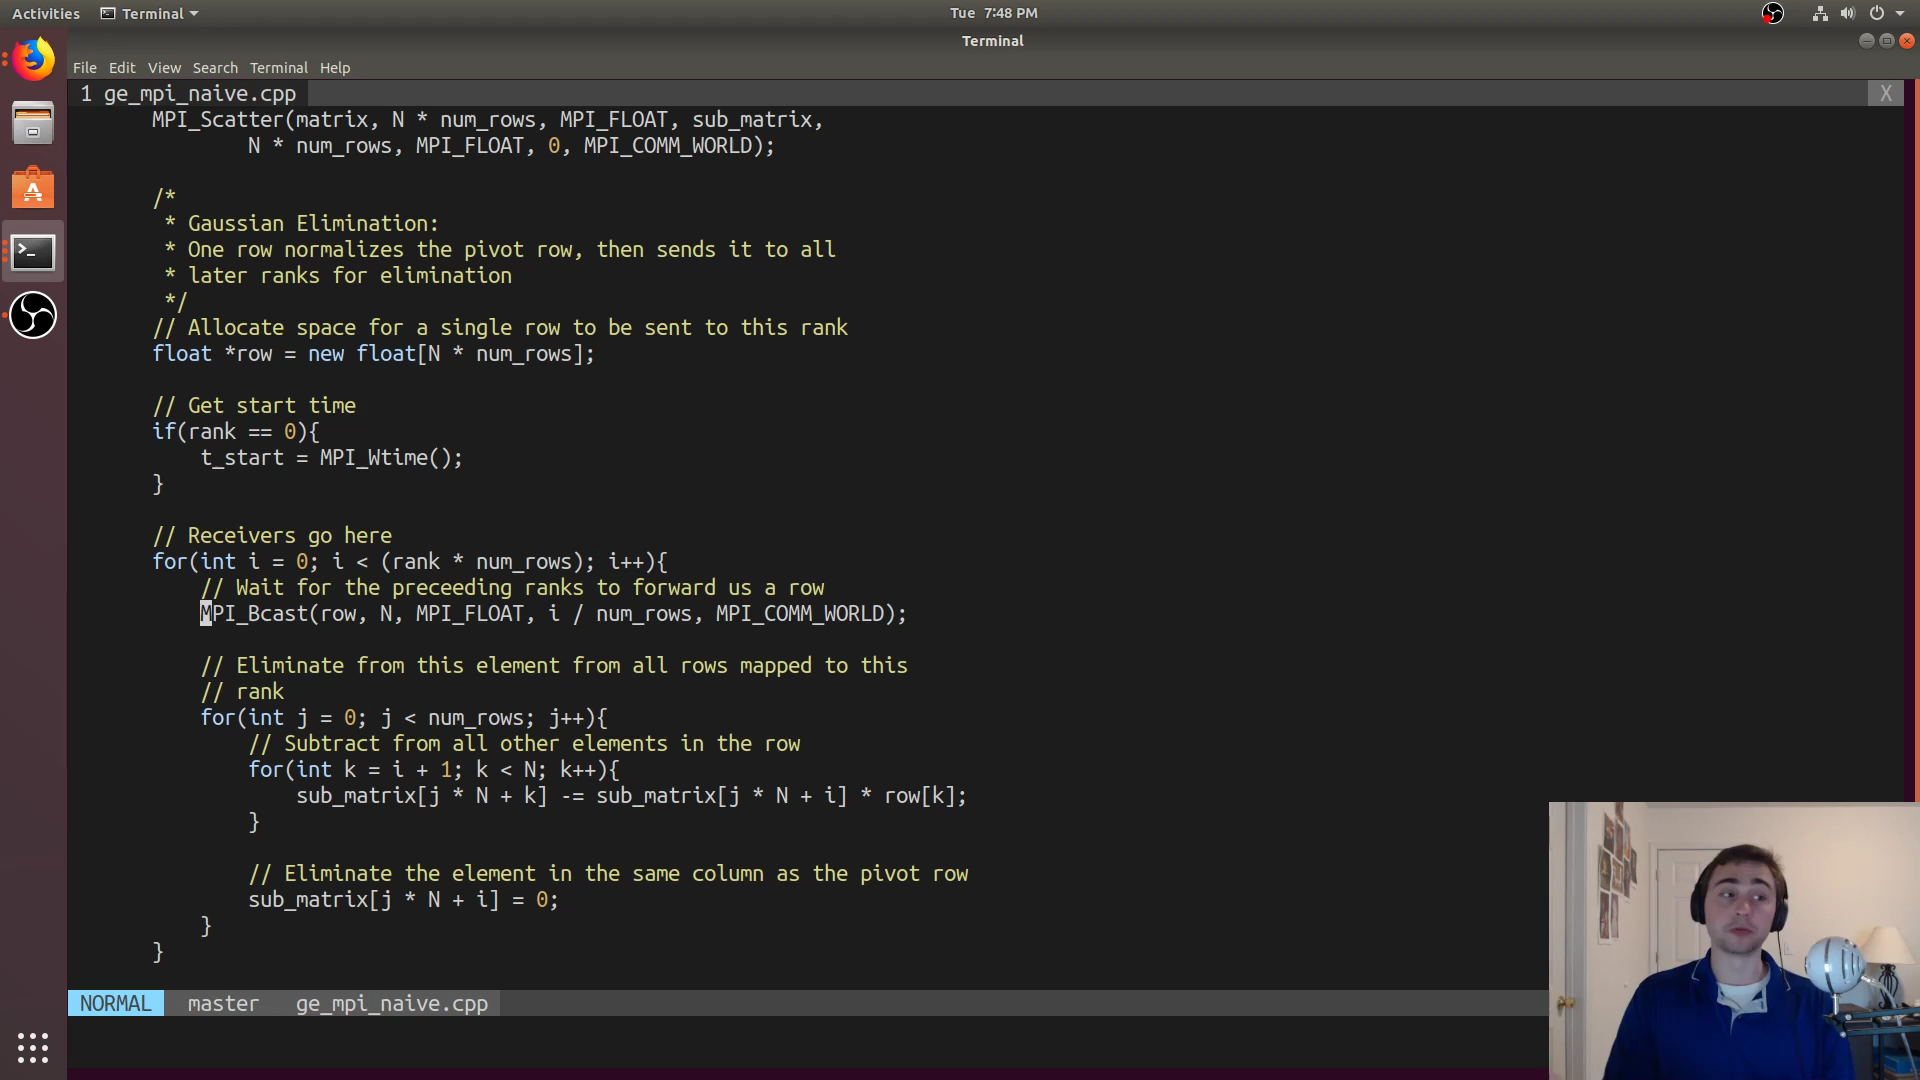 Activities Terminal Tue 7:48 PM
Terminal
File Edit View Search Terminal Help
1 ge_mpi_naive.cpp X
MPI_Scatter(matrix, N * num_rows, MPI_FLOAT, sub_matrix,
N * num_rows, MPI_FLOAT, 0, MPI_COMM_WORLD);
/*
* Gaussian Elimination:
* One row normalizes the pivot row, then sends it to all
* later ranks for elimination
*/
// Allocate space for a single row to be sent to this rank
float *row = new float[N * num_rows];
// Get start time
if(rank == 0){
t_start = MPI_Wtime();
}
// Receivers go here
for(int i = 0; i < (rank * num_rows); i++){
// Wait for the preceeding ranks to forward us a row
MPI_Bcast(row, N, MPI_FLOAT, i / num_rows, MPI_COMM_WORLD);
// Eliminate from this element from all rows mapped to this
// rank
for(int j = 0; j < num_rows; j++){
// Subtract from all other elements in the row
for(int k = i + 1; k < N; k++){
sub_matrix[j * N + k] -= sub_matrix[j * N + i] * row[k];
}
// Eliminate the element in the same column as the pivot row
sub_matrix[j * N + i] = 0;
}
}
NORMAL master ge_mpi_naive.cpp